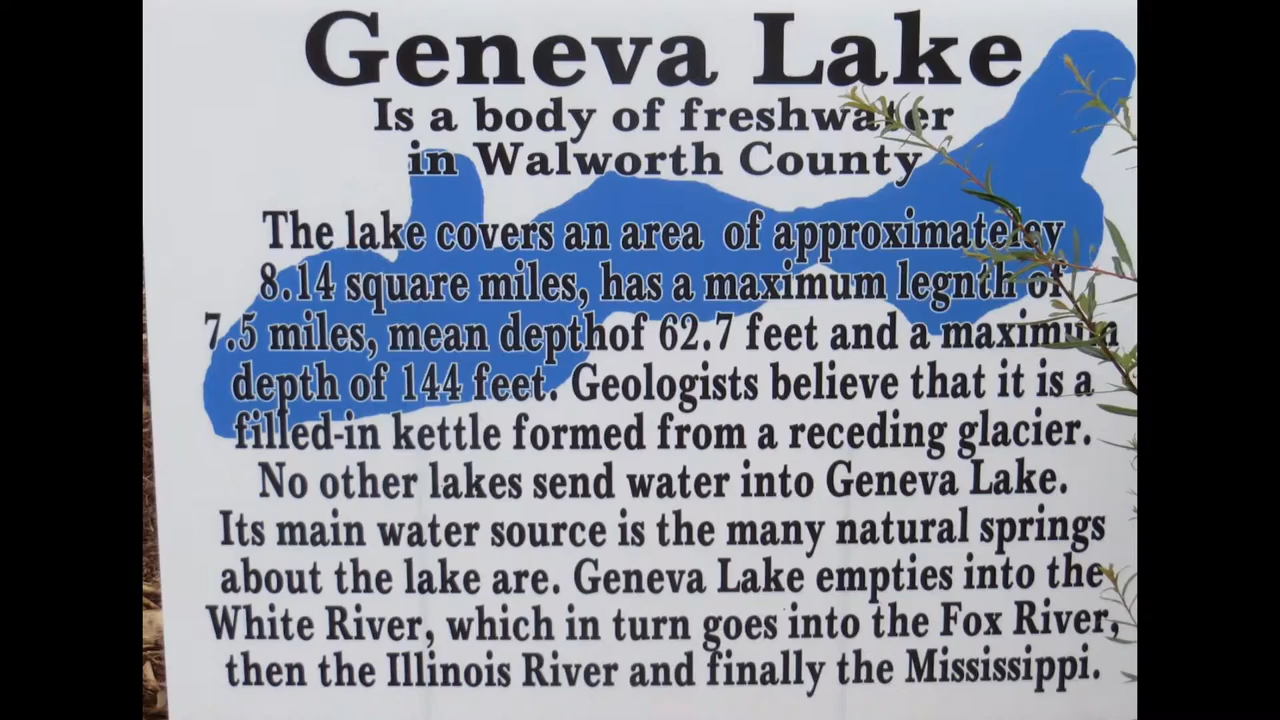 Geneva Lake
Is a body of freshwater
in Walworth County
The lake covers an area of approximateley
8.14 square miles, has a maximum legnth of
7.5 miles, mean depthof 62.7 feet and a maximum
depth of 144 feet. Geologists believe that it is a
filled-in kettle formed from a receding glacier.
No other lakes send water into Geneva Lake.
Its main water source is the many natural springs
about the lake are. Geneva Lake empties into the
White River, which in turn goes into the Fox River,
then the Illinois River and finally the Mississippi.